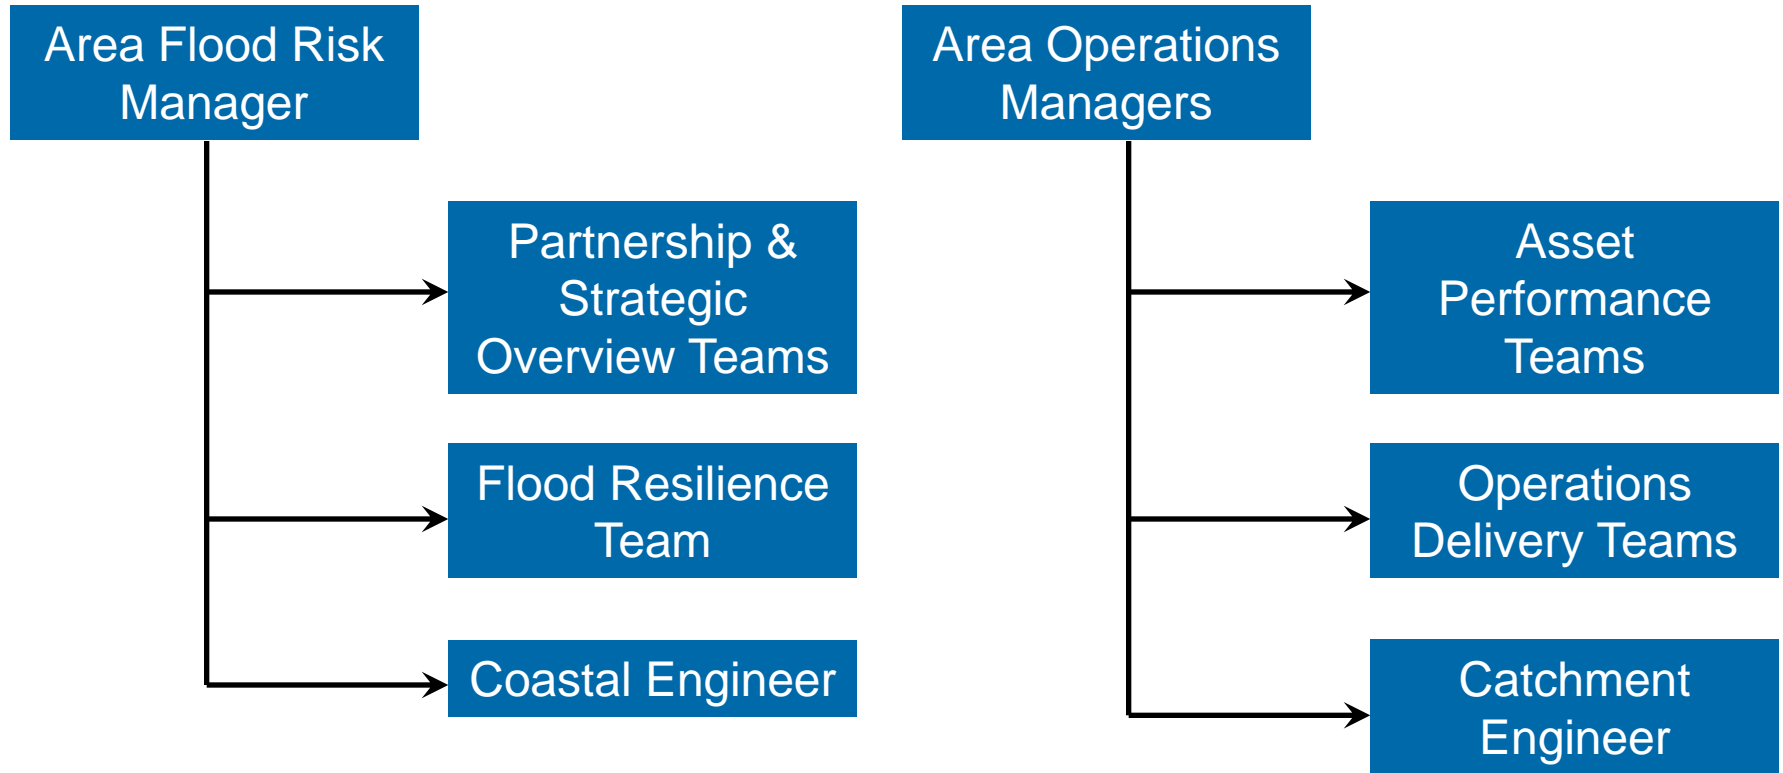 Area Flood Risk
Manager
Partnership &
Strategic
Overview Teams
Flood Resilience
Team
Coastal Engineer
Area Operations
Managers
Asset
Performance
Teams
Operations
Delivery Teams
Catchment
Engineer